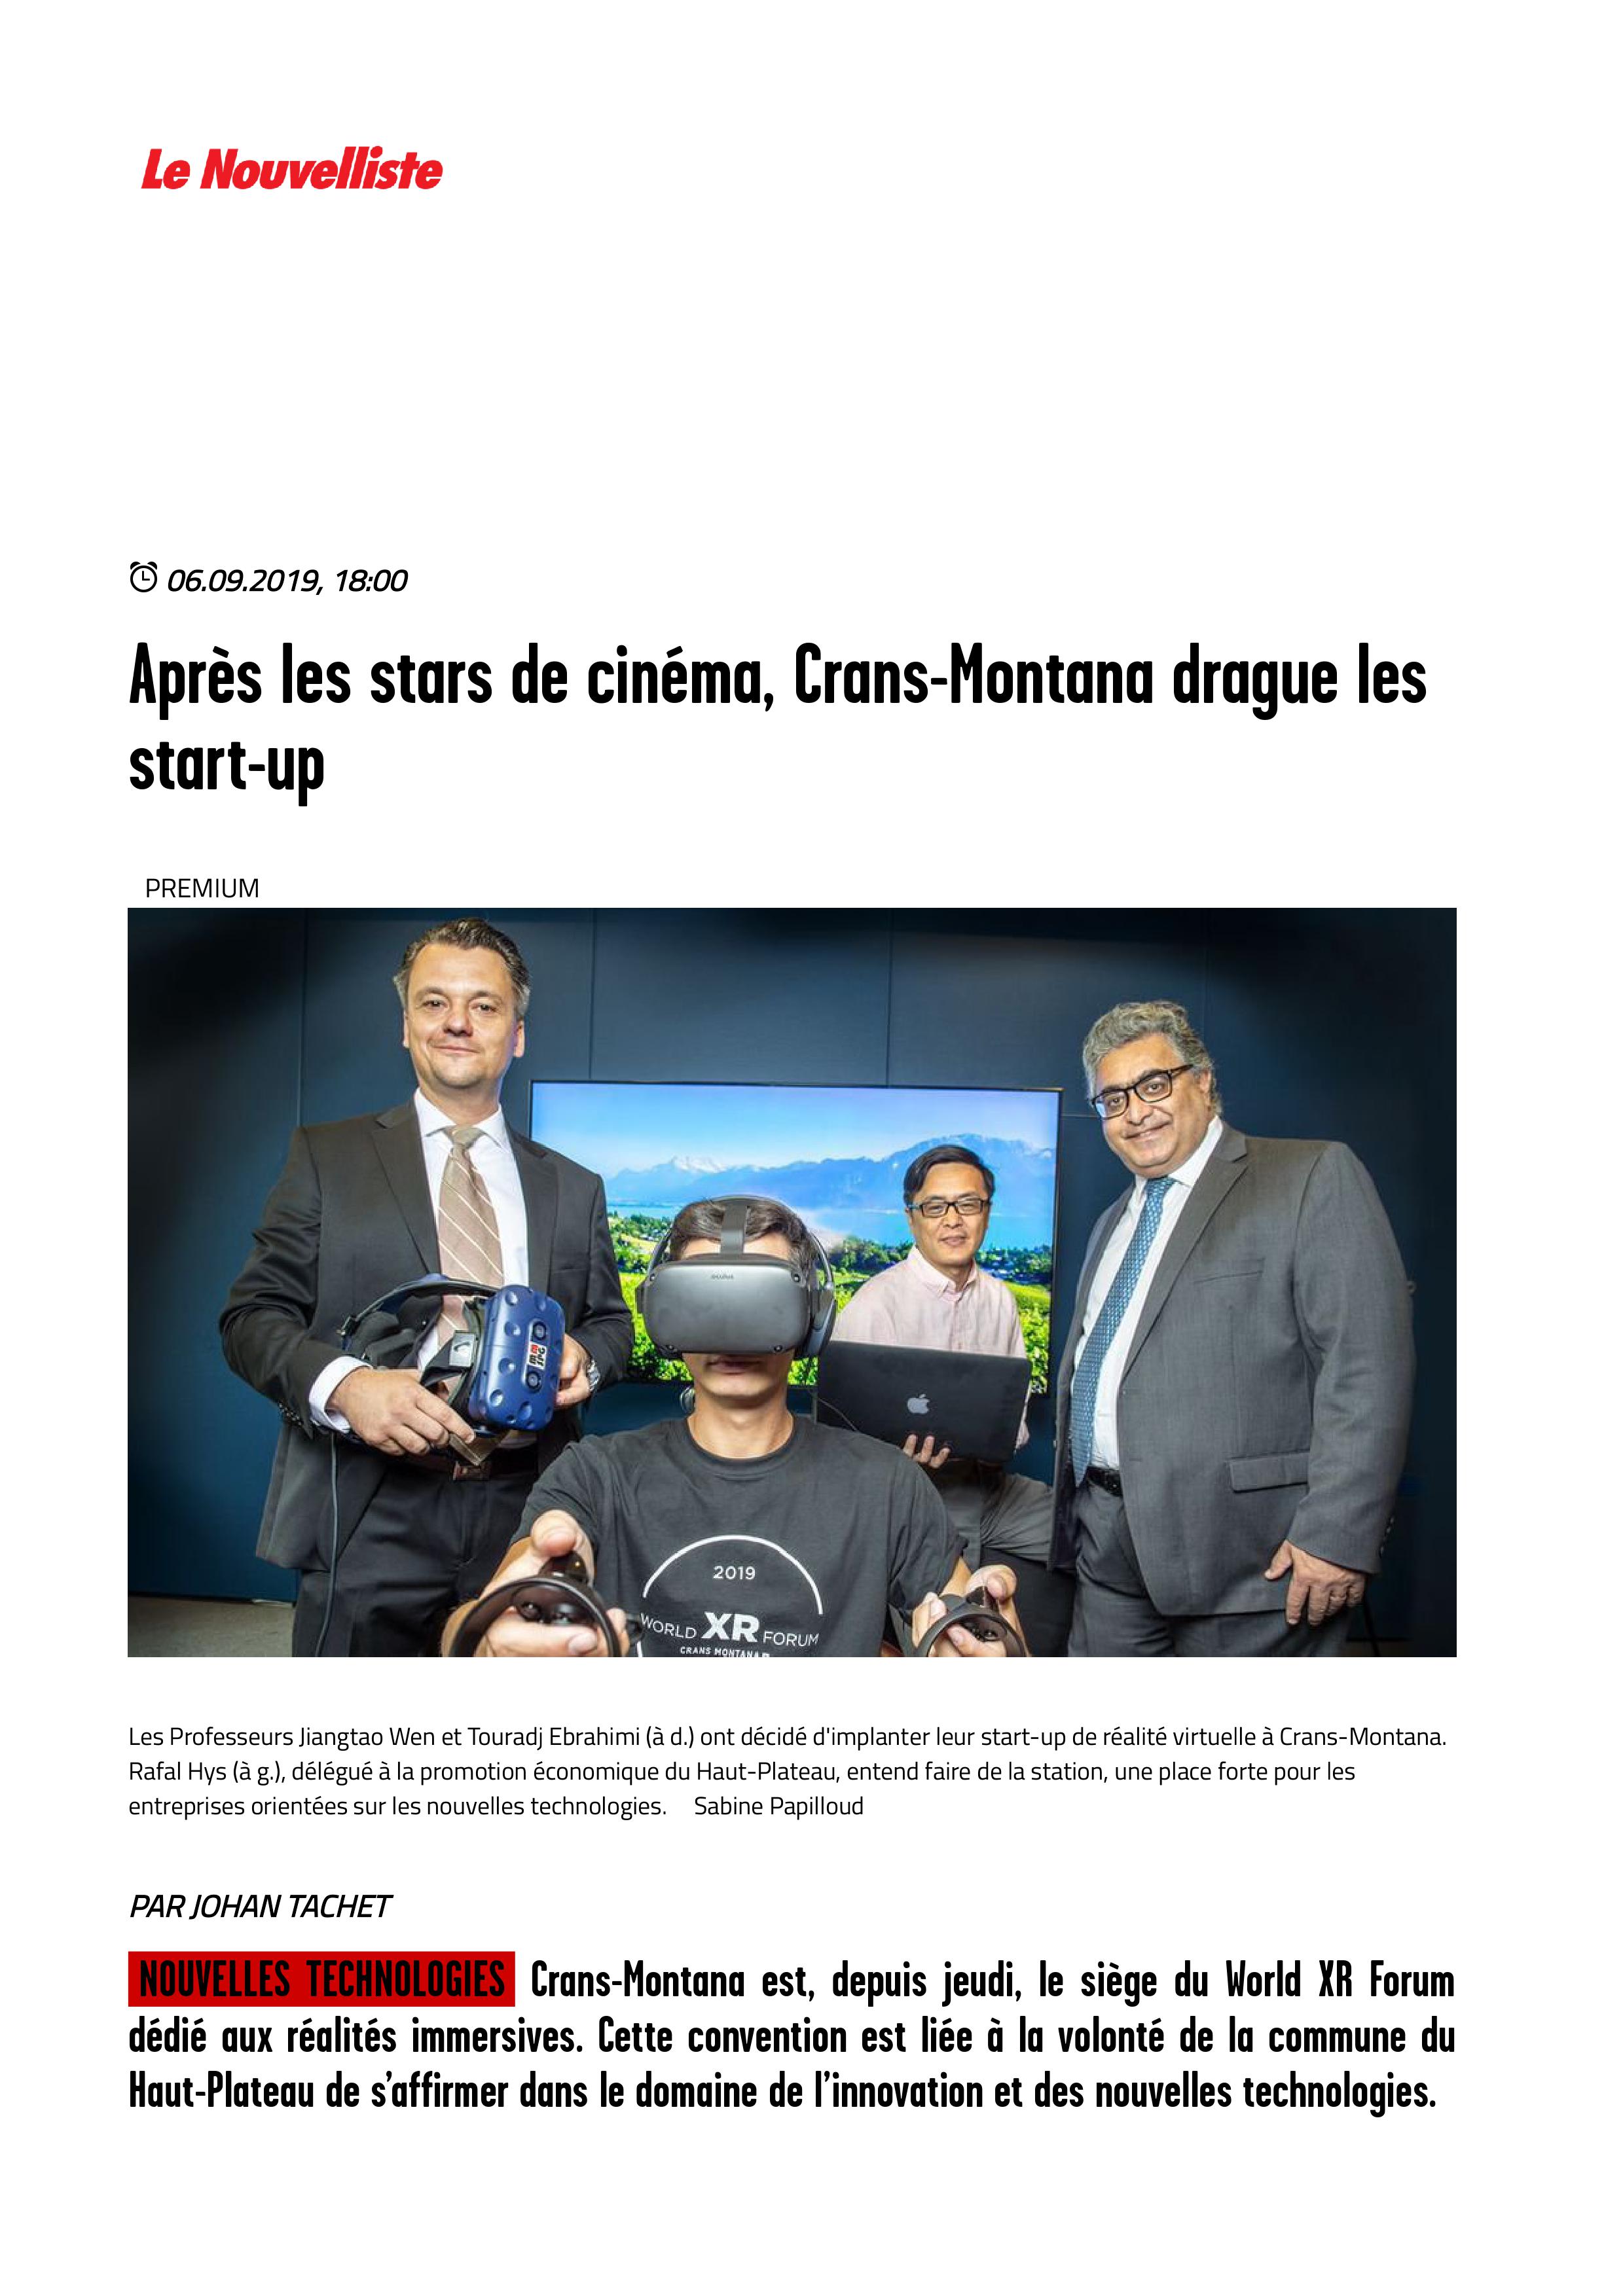 Le Nouvelliste
06.09.2019, 18:00
Après les stars de cinéma, Crans-Montana drague les
start-up
PREMIUM
oculus
2019
WORLD XR FORUM
CRANS MONTANA
Les Professeurs Jiangtao Wen et Touradj Ebrahimi (à d.) ont décidé d'implanter leur start-up de réalité virtuelle à Crans-Montana.
Rafal Hys (à g.), délégué à la promotion économique du Haut-Plateau, entend faire de la station, une place forte pour les
entreprises orientées sur les nouvelles technologies. Sabine Papilloud
PAR JOHAN TACHET
NOUVELLES TECHNOLOGIES Crans-Montana est, depuis jeudi, le siège du World XR Forum
dédié aux réalités immersives. Cette convention est liée à la volonté de la commune du
Haut-Plateau de s’affirmer dans le domaine de l’innovation et des nouvelles technologies.